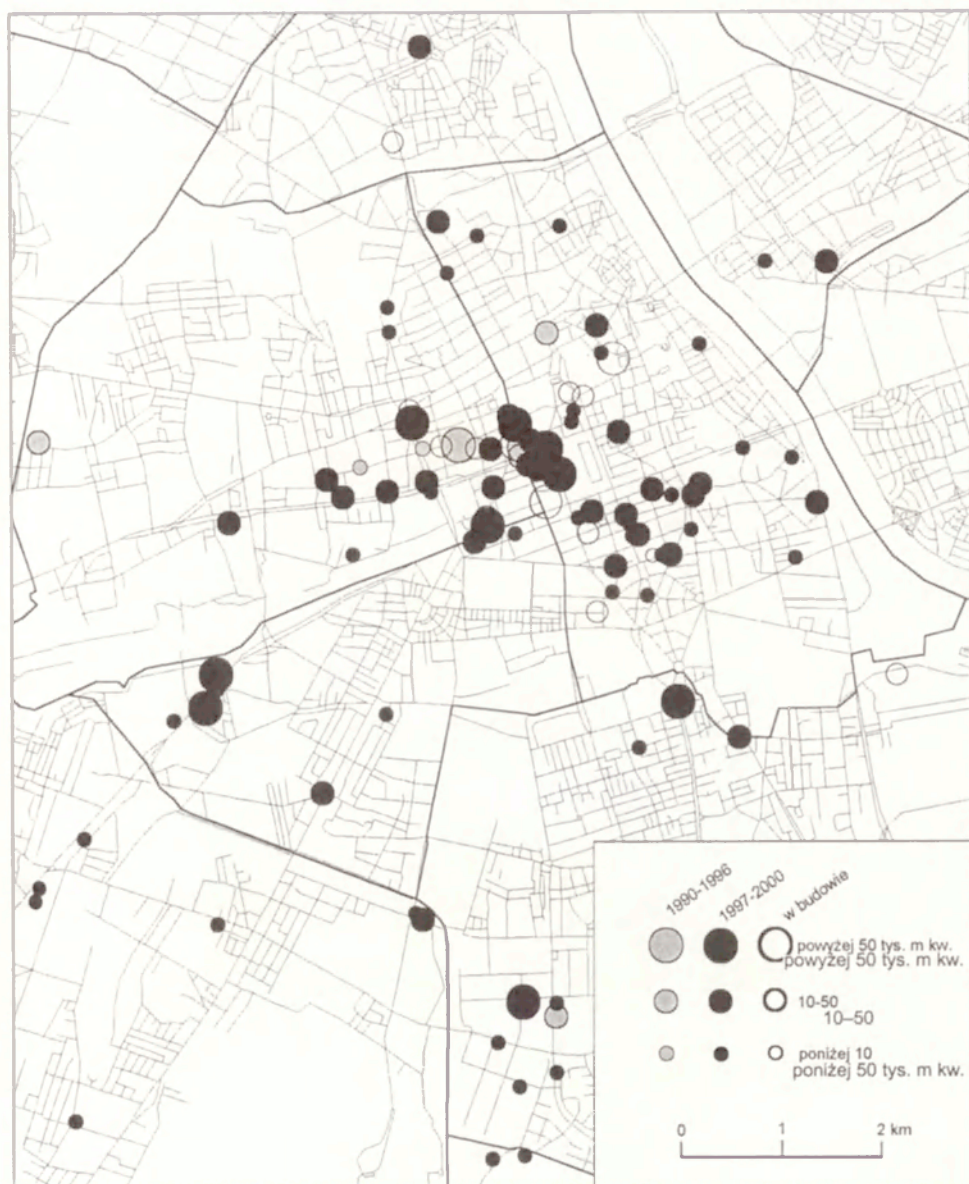 1990-1996
1997-2000
w budowie
powyżej 50 tys. m kw.
powyżej 50 tys. m kw.
10-50
10–50
poniżej 10
poniżej 50 tys. m kw.
0 1 2 km